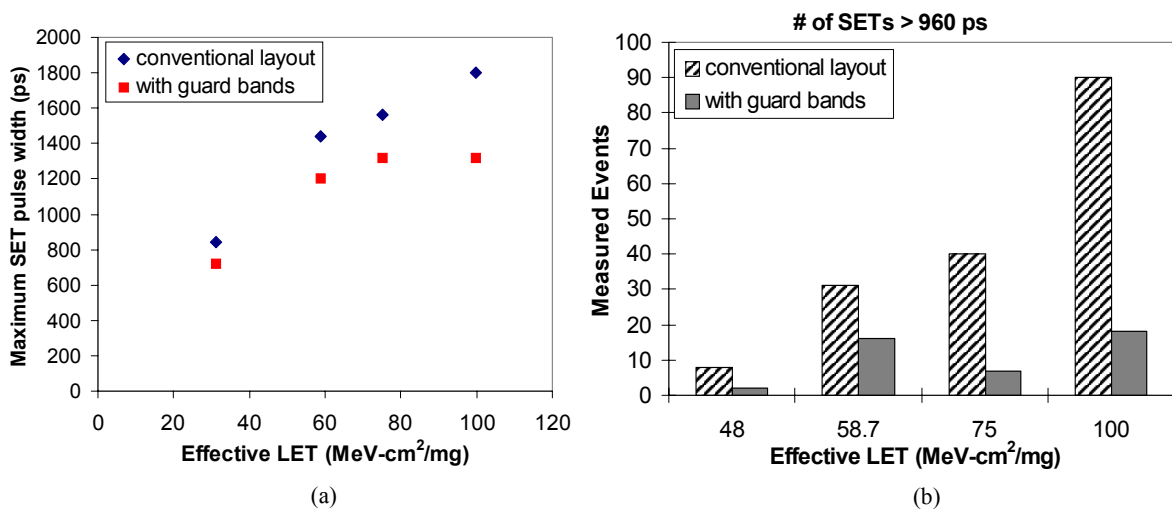 Maximum SET pulse width (ps)
2000
1800
1600
1400
1200
1000
800
600
400
200
0
conventional layout
with guard bands
0 20 40 60 80 100 120
Effective LET (MeV-cm²/mg)
(a)
# of SETs > 960 ps
Measured Events
100
90
80
70
60
50
40
30
20
10
0
conventional layout
with guard bands
48 58.7 75 100
Effective LET (MeV-cm²/mg)
(b)